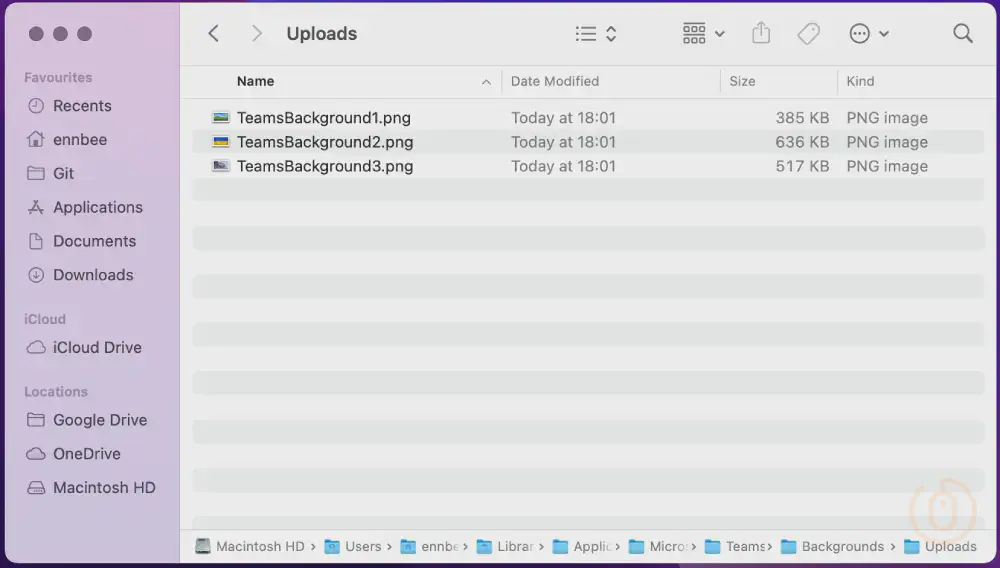 Uploads
Favourites
Recents
ennbee
Git
Applications
Documents
Downloads
iCloud
iCloud Drive
Locations
Google Drive
OneDrive
Macintosh HD
Name Date Modified Size Kind
TeamsBackground1.png Today at 18:01 385 KB PNG image
TeamsBackground2.png Today at 18:01 636 KB PNG image
TeamsBackground3.png Today at 18:01 517 KB PNG image
Macintosh HD › Users › ennbe › Librar › Applic › Micros › Teams › Backgrounds › Uploads